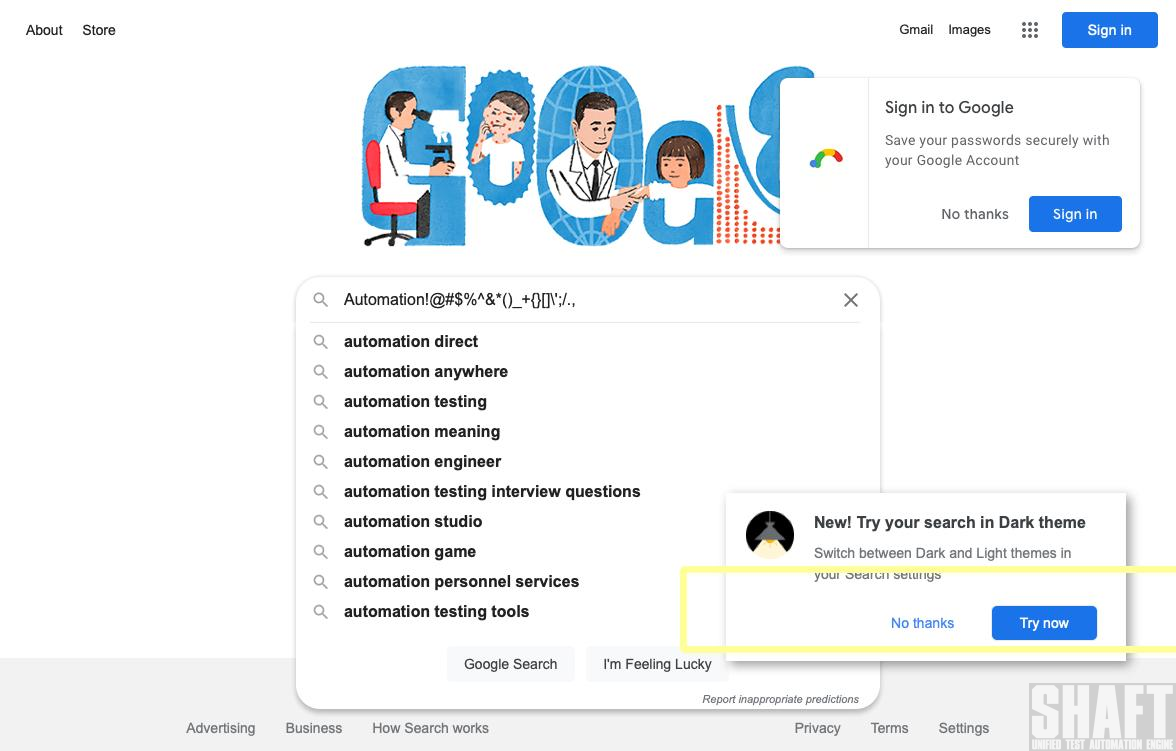 About Store Gmail Images Sign in
Google
Sign in to Google
Save your passwords securely with
your Google Account
No thanks Sign in
Automation!@#$%^&*()_+{}[]\';/.,
automation direct
automation anywhere
automation testing
automation meaning
automation engineer
automation testing interview questions
automation studio
automation game
automation personnel services
automation testing tools
New! Try your search in Dark theme
Switch between Dark and Light themes in
your Search settings
No thanks Try now
Google Search I'm Feeling Lucky
Report inappropriate predictions
Advertising Business How Search works Privacy Terms Settings
SHAFT
UNIFIED TEST AUTOMATION ENGINE